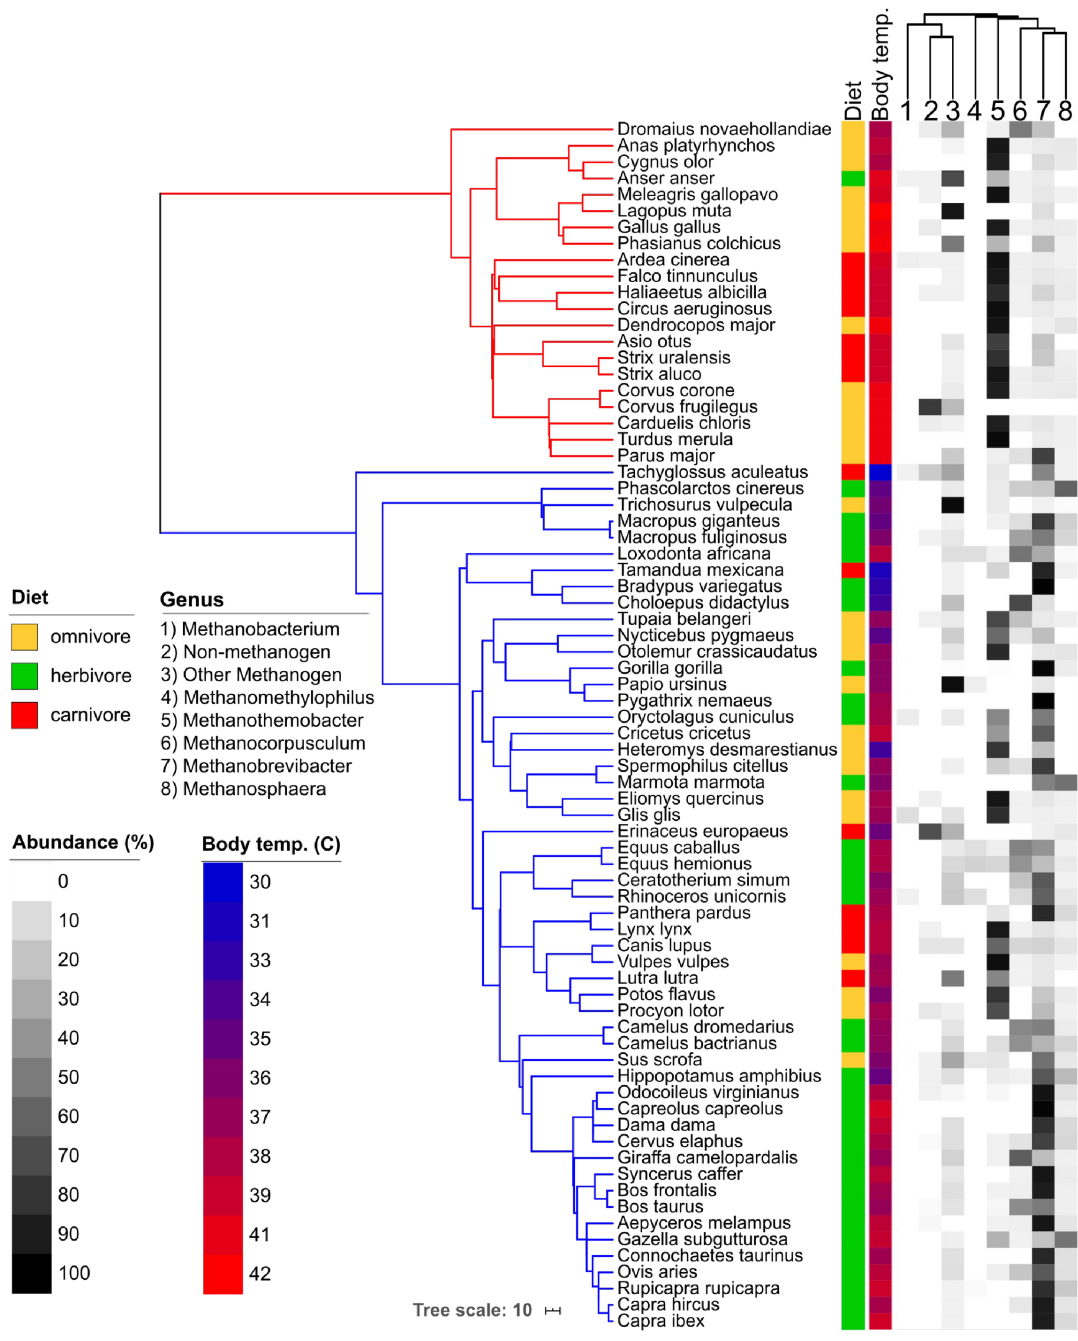 Diet
Body temp.
1 2 3 4 5 6 7 8
Dromaius novaehollandiae
Anas platyrhynchos
Cygnus olor
Anser anser
Meleagris gallopavo
Lagopus muta
Gallus gallus
Phasianus colchicus
Ardea cinerea
Falco tinnunculus
Haliaeetus albicilla
Circus aeruginosus
Dendrocopos major
Asio otus
Strix uralensis
Strix aluco
Corvus corone
Corvus frugilegus
Carduelis chloris
Turdus merula
Parus major
Tachyglossus aculeatus
Phascolarctos cinereus
Trichosurus vulpecula
Macropus giganteus
Macropus fuliginosus
Loxodonta africana
Tamandua mexicana
Bradypus variegatus
Choloepus didactylus
Tupaia belangeri
Nycticebus pygmaeus
Otolemur crassicaudatus
Gorilla gorilla
Papio ursinus
Pygathrix nemaeus
Oryctolagus cuniculus
Cricetus cricetus
Heteromys desmarestianus
Spermophilus citellus
Marmota marmota
Eliomys quercinus
Glis glis
Erinaceus europaeus
Equus caballus
Equus hemionus
Ceratotherium simum
Rhinoceros unicornis
Panthera pardus
Lynx lynx
Canis lupus
Vulpes vulpes
Lutra lutra
Potos flavus
Procyon lotor
Camelus dromedarius
Camelus bactrianus
Sus scrofa
Hippopotamus amphibius
Odocoileus virginianus
Capreolus capreolus
Dama dama
Cervus elaphus
Giraffa camelopardalis
Syncerus caffer
Bos frontalis
Bos taurus
Aepyceros melampus
Gazella subgutturosa
Connochaetes taurinus
Ovis aries
Rupicapra rupicapra
Capra hircus
Capra ibex
Diet
omnivore
herbivore
carnivore
Genus
1) Methanobacterium
2) Non-methanogen
3) Other Methanogen
4) Methanomethylophilus
5) Methanothemobacter
6) Methanocorpusculum
7) Methanobrevibacter
8) Methanosphaera
Abundance (%)
0
10
20
30
40
50
60
70
80
90
100
Body temp. (C)
30
31
33
34
35
36
37
38
39
41
42
Tree scale: 10